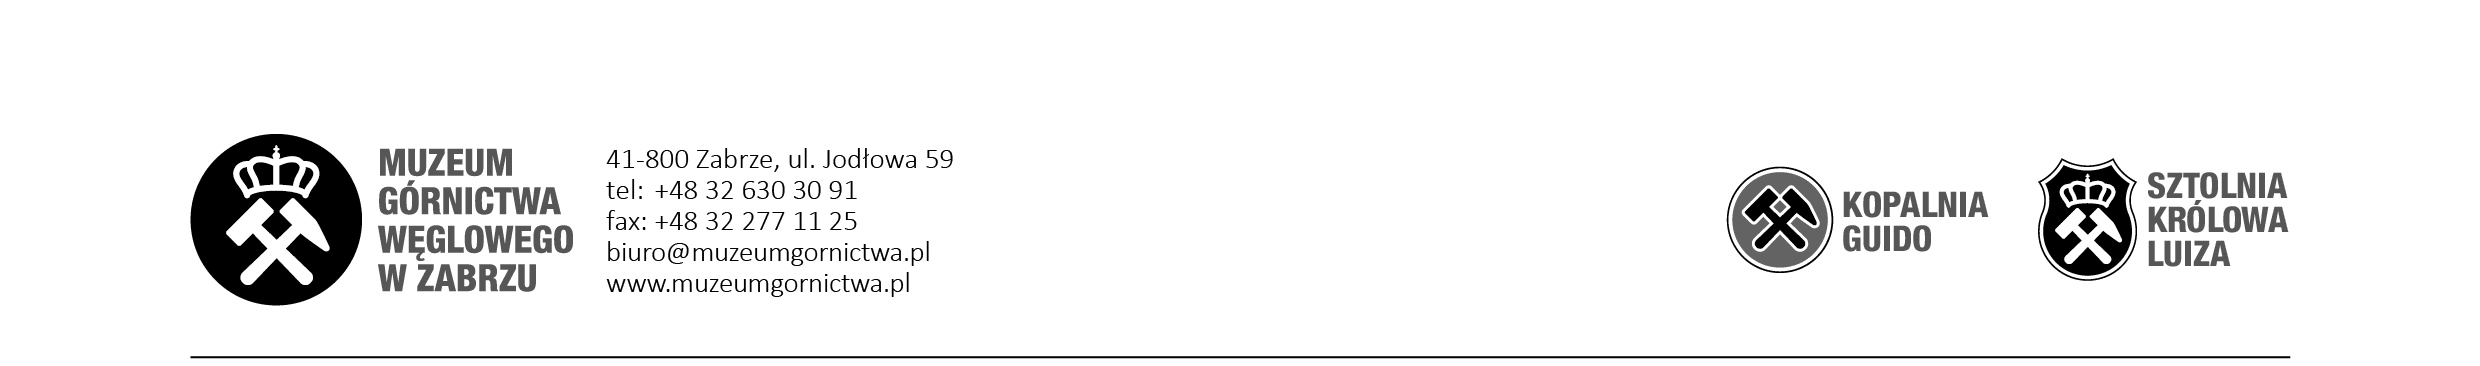 MUZEUM
GÓRNICTWA
WĘGLOWEGO
W ZABRZU
41-800 Zabrze, ul. Jodłowa 59
tel: +48 32 630 30 91
fax: +48 32 277 11 25
biuro@muzeumgornictwa.pl
www.muzeumgornictwa.pl
KOPALNIA
GUIDO
SZTOLNIA
KRÓLOWA
LUIZA